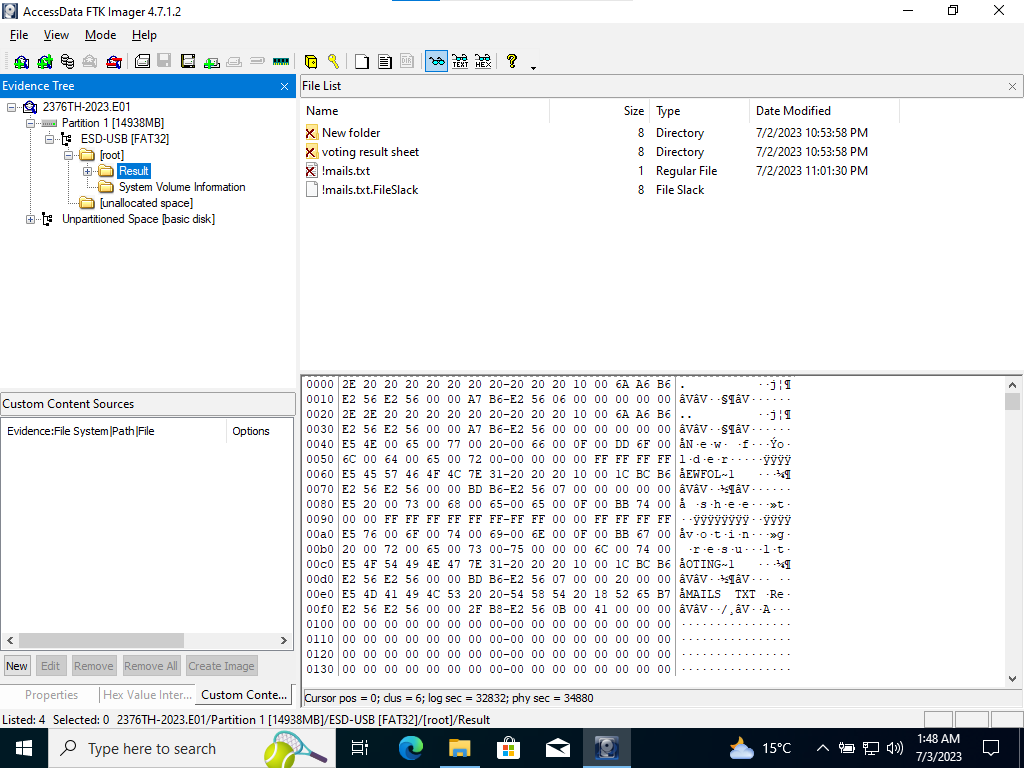 AccessData FTK Imager 4.7.1.2
File View Mode Help
Evidence Tree
2376TH-2023.E01
Partition 1 [14938MB]
ESD-USB [FAT32]
[root]
Result
System Volume Information
[unallocated space]
Unpartitioned Space [basic disk]
File List
Name Size Type Date Modified
New folder 8 Directory 7/2/2023 10:53:58 PM
voting result sheet 8 Directory 7/2/2023 10:53:58 PM
!mails.txt 1 Regular File 7/2/2023 11:01:30 PM
!mails.txt.FileSlack 8 File Slack
Custom Content Sources
Evidence:File System|Path|File Options
New Edit Remove Remove All Create Image
Properties Hex Value Inter... Custom Conte...
0000 2E 20 20 20 20 20 20 20-20 20 20 10 00 6A A6 B6 .          ··j¦¶
0010 E2 56 E2 56 00 00 A7 B6-E2 56 06 00 00 00 00 00 âVâV··§¶âV······
0020 2E 2E 20 20 20 20 20 20-20 20 20 10 00 6A A6 B6 ..         ··j¦¶
0030 E2 56 E2 56 00 00 A7 B6-E2 56 00 00 00 00 00 00 âVâV··§¶âV······
0040 E5 4E 00 65 00 77 00 20-00 66 00 0F 00 DD 6F 00 åN·e·w· ·f···Ýo·
0050 6C 00 64 00 65 00 72 00-00 00 00 00 FF FF FF FF l·d·e·r·····ÿÿÿÿ
0060 E5 45 57 46 4F 4C 7E 31-20 20 20 10 00 1C BC B6 åEWFOL~1   ···¼¶
0070 E2 56 E2 56 00 00 BD B6-E2 56 07 00 00 00 00 00 âVâV··½¶âV······
0080 E5 20 00 73 00 68 00 65-00 65 00 0F 00 BB 74 00 å ·s·h·e·e···»t·
0090 00 00 FF FF FF FF FF FF-FF FF 00 00 FF FF FF FF ··ÿÿÿÿÿÿÿÿ··ÿÿÿÿ
00a0 E5 76 00 6F 00 74 00 69-00 6E 00 0F 00 BB 67 00 åv·o·t·i·n···»g·
00b0 20 00 72 00 65 00 73 00-75 00 00 00 6C 00 74 00  ·r·e·s·u···l·t·
00c0 E5 4F 54 49 4E 47 7E 31-20 20 20 10 00 1C BC B6 åOTING~1   ···¼¶
00d0 E2 56 E2 56 00 00 BD B6-E2 56 07 00 00 20 00 00 âVâV··½¶âV··· ··
00e0 E5 4D 41 49 4C 53 20 20-54 58 54 20 18 52 65 B7 åMAILS  TXT ·Re·
00f0 E2 56 E2 56 00 00 2F B8-E2 56 0B 00 41 00 00 00 âVâV··/¸âV··A···
0100 00 00 00 00 00 00 00 00-00 00 00 00 00 00 00 00 ················
0110 00 00 00 00 00 00 00 00-00 00 00 00 00 00 00 00 ················
0120 00 00 00 00 00 00 00 00-00 00 00 00 00 00 00 00 ················
0130 00 00 00 00 00 00 00 00-00 00 00 00 00 00 00 00 ················
Cursor pos = 0; clus = 6; log sec = 32832; phy sec = 34880
Listed: 4 Selected: 0 2376TH-2023.E01/Partition 1 [14938MB]/ESD-USB [FAT32]/[root]/Result
Type here to search
15°C
1:48 AM
7/3/2023